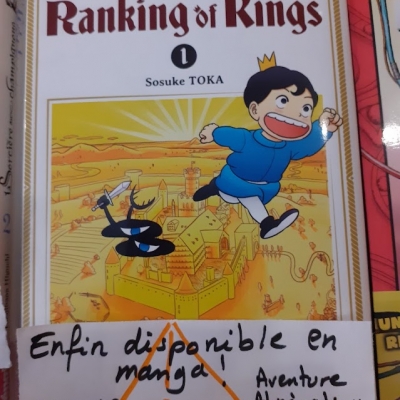 Ranking of Kings
1
Sosuke TOKA
Enfin disponible en
manga !
Aventure